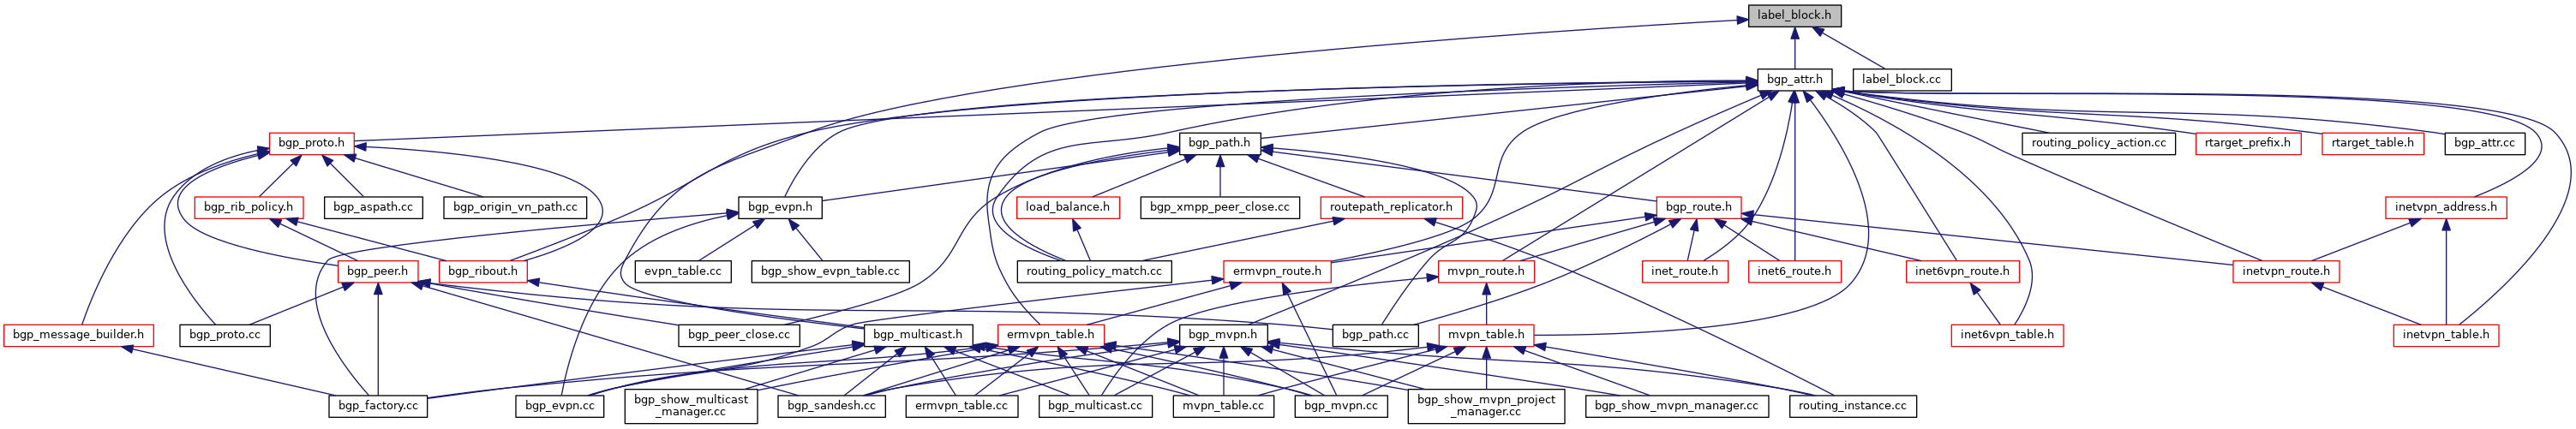 label_block.h
bgp_attr.h
label_block.cc
bgp_proto.h
bgp_path.h
routing_policy_action.cc
rtarget_prefix.h
rtarget_table.h
bgp_attr.cc
bgp_rib_policy.h
bgp_aspath.cc
bgp_origin_vn_path.cc
bgp_evpn.h
load_balance.h
bgp_xmpp_peer_close.cc
routepath_replicator.h
bgp_route.h
inetvpn_address.h
bgp_peer.h
bgp_ribout.h
evpn_table.cc
bgp_show_evpn_table.cc
routing_policy_match.cc
ermvpn_route.h
mvpn_route.h
inet_route.h
inet6_route.h
inet6vpn_route.h
inetvpn_route.h
bgp_message_builder.h
bgp_proto.cc
bgp_peer_close.cc
bgp_multicast.h
ermvpn_table.h
bgp_mvpn.h
bgp_path.cc
mvpn_table.h
inet6vpn_table.h
inetvpn_table.h
bgp_factory.cc
bgp_evpn.cc
bgp_show_multicast
_manager.cc
bgp_sandesh.cc
ermvpn_table.cc
bgp_multicast.cc
mvpn_table.cc
bgp_mvpn.cc
bgp_show_mvpn_project
_manager.cc
bgp_show_mvpn_manager.cc
routing_instance.cc